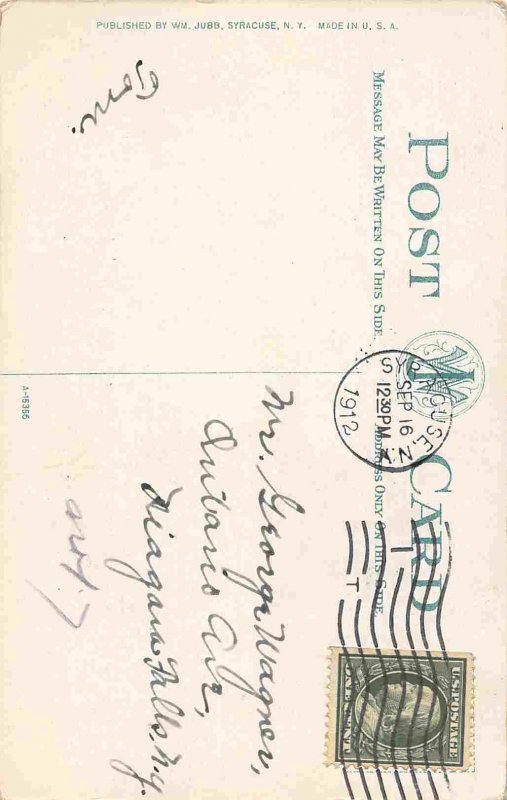 PUBLISHED BY WM. JUBB, SYRACUSE, N. Y. MADE IN U. S. A.
POST CARD
MESSAGE MAY BE WRITTEN ON THIS SIDE
ADDRESS ONLY ON THIS SIDE
SYRACUSE, N.Y.
SEP 16
12 30 PM
1912
T
U.S. POSTAGE
ONE CENT
Tom.
Mr. George Wagner,
Ontario Ave,
Niagara Falls, N.Y.
A-15356